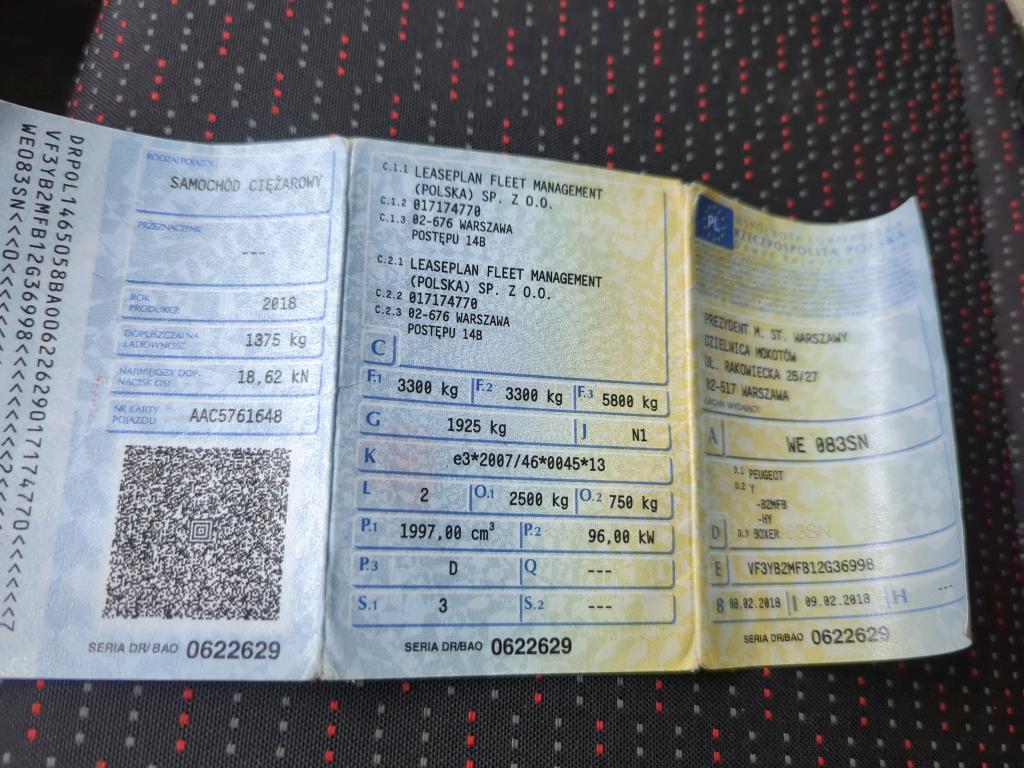 DRPOL1465058BA00622629017174770<<<<<<7
VF3YB2MFB12G36998<<<<<<<<<<<<2<<<<<
WE083SN<<0<<<<<<<<<<<<<<<<<<<<<
RODZAJ POJAZDU
SAMOCHÓD CIĘŻAROWY
PRZEZNACZENIE
---
ROK
PRODUKCJI 2018
DOPUSZCZALNA
ŁADOWNOŚĆ 1375 kg
NAJWIĘKSZY DOP.
NACISK OSI 18,62 kN
NR KARTY
POJAZDU AAC5761648
SERIA DR/BAO 0622629
C.1.1 LEASEPLAN FLEET MANAGEMENT
(POLSKA) SP. Z O.O.
C.1.2 017174770
C.1.3 02-676 WARSZAWA
POSTĘPU 14B
C.2.1 LEASEPLAN FLEET MANAGEMENT
(POLSKA) SP. Z O.O.
C.2.2 017174770
C.2.3 02-676 WARSZAWA
POSTĘPU 14B
C
F.1 3300 kg F.2 3300 kg F.3 5800 kg
G 1925 kg J N1
K e3*2007/46*0045*13
L 2 O.1 2500 kg O.2 750 kg
P.1 1997,00 cm³ P.2 96,00 kW
P.3 D Q ---
S.1 3 S.2 ---
SERIA DR/BAO 0622629
PL
WSPÓLNOTA EUROPEJSKA
RZECZPOSPOLITA POLSKA
PREZYDENT M. ST. WARSZAWY
DZIELNICA MOKOTÓW
UL. RAKOWIECKA 25/27
02-517 WARSZAWA
ORGAN WYDAJĄCY
A WE 083SN
D.1 PEUGEOT
D.2 Y
-B2MFB
-HY
D D.3 BOXER
E VF3YB2MFB12G36998
B 08.02.2018 I 09.02.2018 H ---
SERIA DR/BAO 0622629